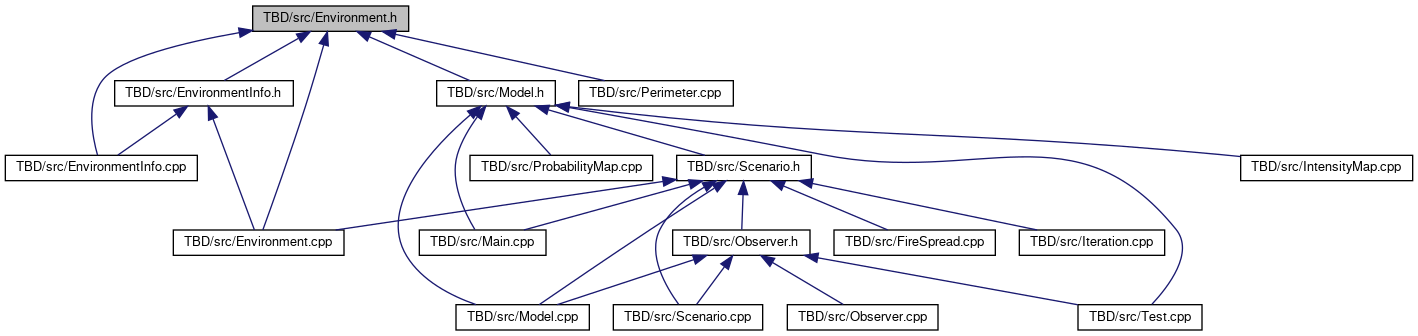 TBD/src/Environment.h
TBD/src/EnvironmentInfo.h
TBD/src/Model.h
TBD/src/Perimeter.cpp
TBD/src/EnvironmentInfo.cpp
TBD/src/ProbabilityMap.cpp
TBD/src/Scenario.h
TBD/src/IntensityMap.cpp
TBD/src/Environment.cpp
TBD/src/Main.cpp
TBD/src/Observer.h
TBD/src/FireSpread.cpp
TBD/src/Iteration.cpp
TBD/src/Model.cpp
TBD/src/Scenario.cpp
TBD/src/Observer.cpp
TBD/src/Test.cpp